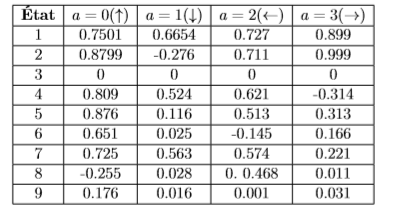 État a = 0(↑) a = 1(↓) a = 2(←) a = 3(→)
1 0.7501 0.6654 0.727 0.899
2 0.8799 -0.276 0.711 0.999
3 0 0 0 0
4 0.809 0.524 0.621 -0.314
5 0.876 0.116 0.513 0.313
6 0.651 0.025 -0.145 0.166
7 0.725 0.563 0.574 0.221
8 -0.255 0.028 0. 0.468 0.011
9 0.176 0.016 0.001 0.031